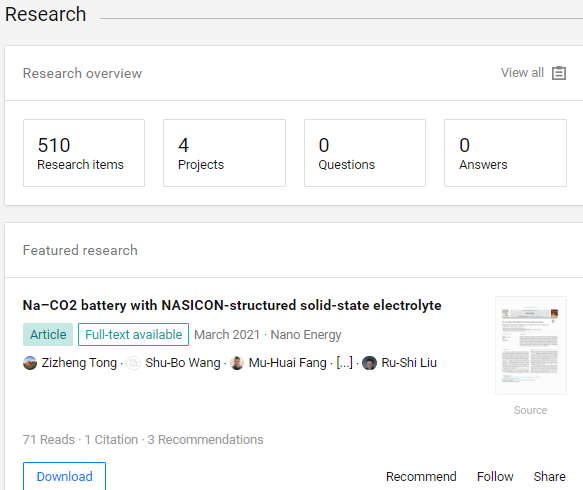 Research
Research overview
View all
510
Research items
4
Projects
0
Questions
0
Answers
Featured research
Na–CO2 battery with NASICON-structured solid-state electrolyte
Article Full-text available March 2021 · Nano Energy
Zizheng Tong · Shu-Bo Wang · Mu-Huai Fang · [...] · Ru-Shi Liu
Source
71 Reads · 1 Citation · 3 Recommendations
Download
Recommend Follow Share